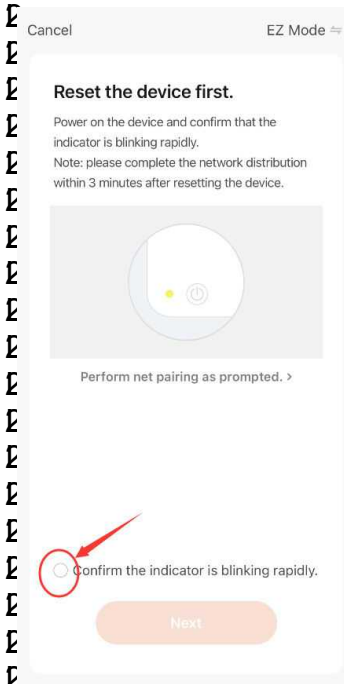 Cancel
EZ Mode
Reset the device first.
Power on the device and confirm that the
indicator is blinking rapidly.
Note: please complete the network distribution
within 3 minutes after resetting the device.
Perform net pairing as prompted. >
Confirm the indicator is blinking rapidly.
Next